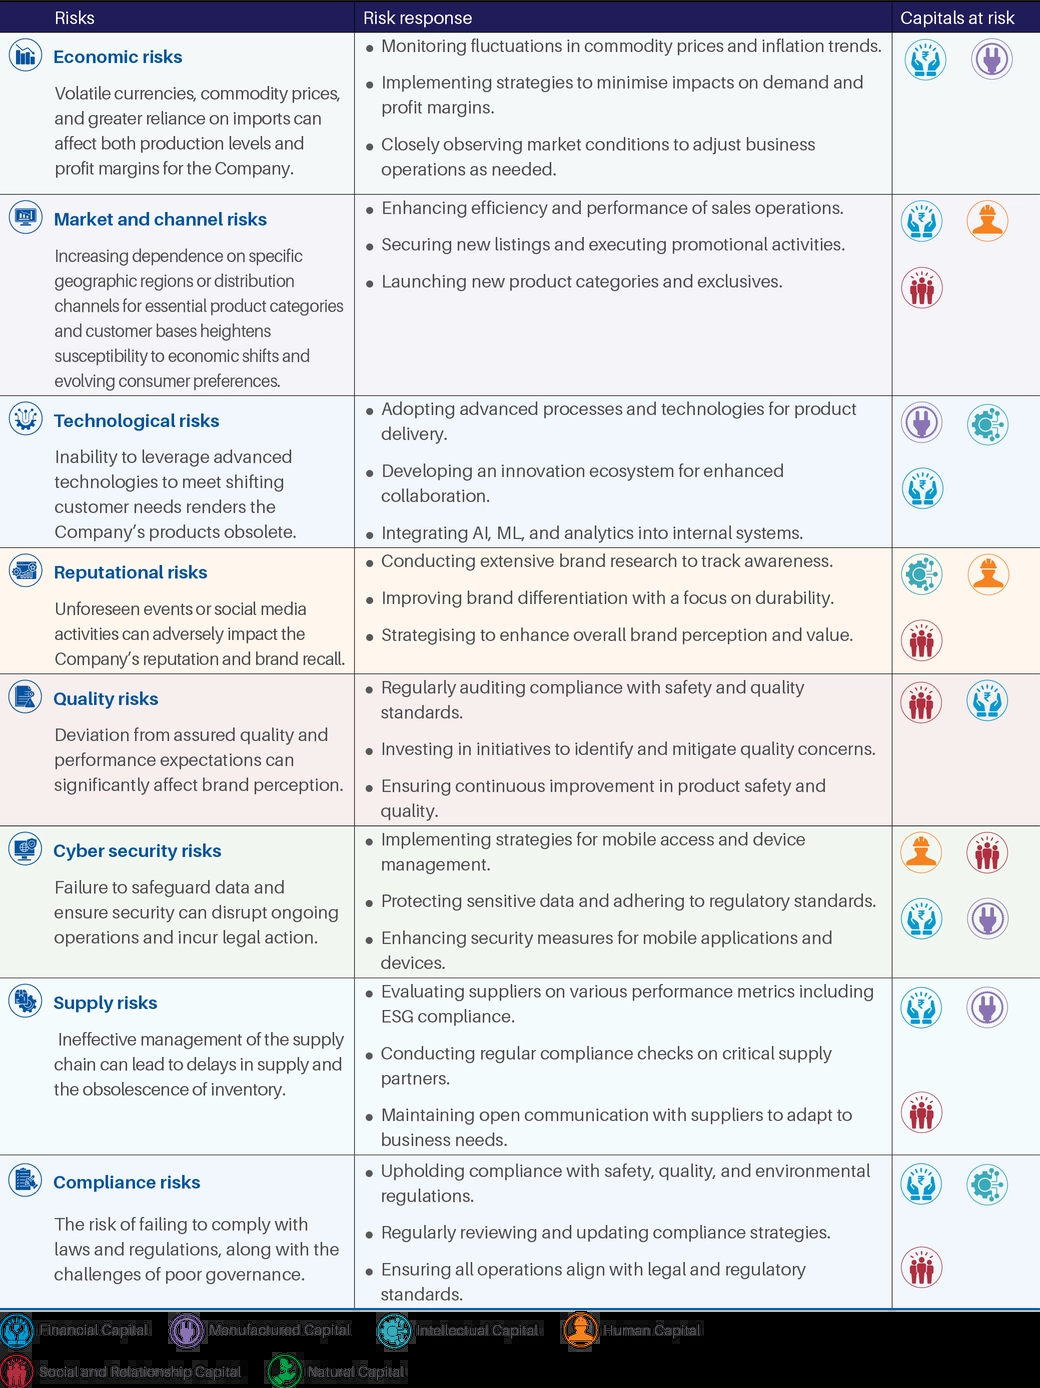 Risks
Risk response
Capitals at risk
Economic risks
Volatile currencies, commodity prices,
and greater reliance on imports can
affect both production levels and
profit margins for the Company.
• Monitoring fluctuations in commodity prices and inflation trends.
• Implementing strategies to minimise impacts on demand and
profit margins.
• Closely observing market conditions to adjust business
operations as needed.
Market and channel risks
Increasing dependence on specific
geographic regions or distribution
channels for essential product categories
and customer bases heightens
susceptibility to economic shifts and
evolving consumer preferences.
• Enhancing efficiency and performance of sales operations.
• Securing new listings and executing promotional activities.
• Launching new product categories and exclusives.
Technological risks
Inability to leverage advanced
technologies to meet shifting
customer needs renders the
Company’s products obsolete.
• Adopting advanced processes and technologies for product
delivery.
• Developing an innovation ecosystem for enhanced
collaboration.
• Integrating AI, ML, and analytics into internal systems.
Reputational risks
Unforeseen events or social media
activities can adversely impact the
Company’s reputation and brand recall.
• Conducting extensive brand research to track awareness.
• Improving brand differentiation with a focus on durability.
• Strategising to enhance overall brand perception and value.
Quality risks
Deviation from assured quality and
performance expectations can
significantly affect brand perception.
• Regularly auditing compliance with safety and quality
standards.
• Investing in initiatives to identify and mitigate quality concerns.
• Ensuring continuous improvement in product safety and
quality.
Cyber security risks
Failure to safeguard data and
ensure security can disrupt ongoing
operations and incur legal action.
• Implementing strategies for mobile access and device
management.
• Protecting sensitive data and adhering to regulatory standards.
• Enhancing security measures for mobile applications and
devices.
Supply risks
Ineffective management of the supply
chain can lead to delays in supply and
the obsolescence of inventory.
• Evaluating suppliers on various performance metrics including
ESG compliance.
• Conducting regular compliance checks on critical supply
partners.
• Maintaining open communication with suppliers to adapt to
business needs.
Compliance risks
The risk of failing to comply with
laws and regulations, along with the
challenges of poor governance.
• Upholding compliance with safety, quality, and environmental
regulations.
• Regularly reviewing and updating compliance strategies.
• Ensuring all operations align with legal and regulatory
standards.
Financial Capital
Manufactured Capital
Intellectual Capital
Human Capital
Social and Relationship Capital
Natural Capital